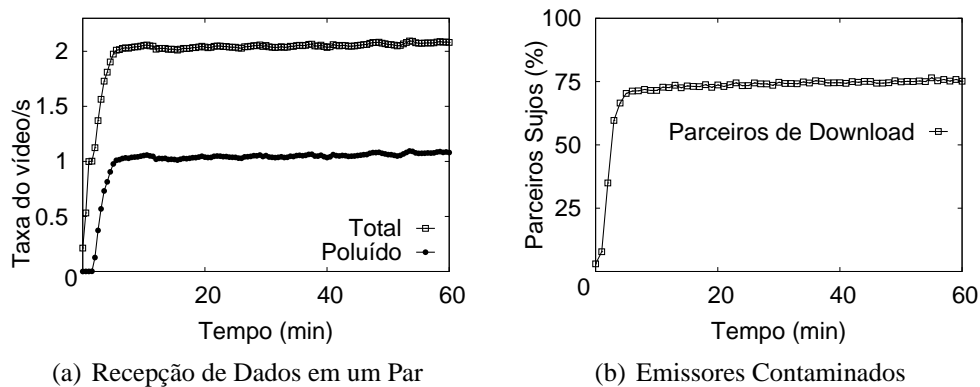 Taxa do vídeo/s
2
1.5
1
0.5
0
20
40
60
Total
Poluído
Tempo (min)
(a) Recepção de Dados em um Par
Parceiros Sujos (%)
100
75
50
25
0
20
40
60
Parceiros de Download
Tempo (min)
(b) Emissores Contaminados